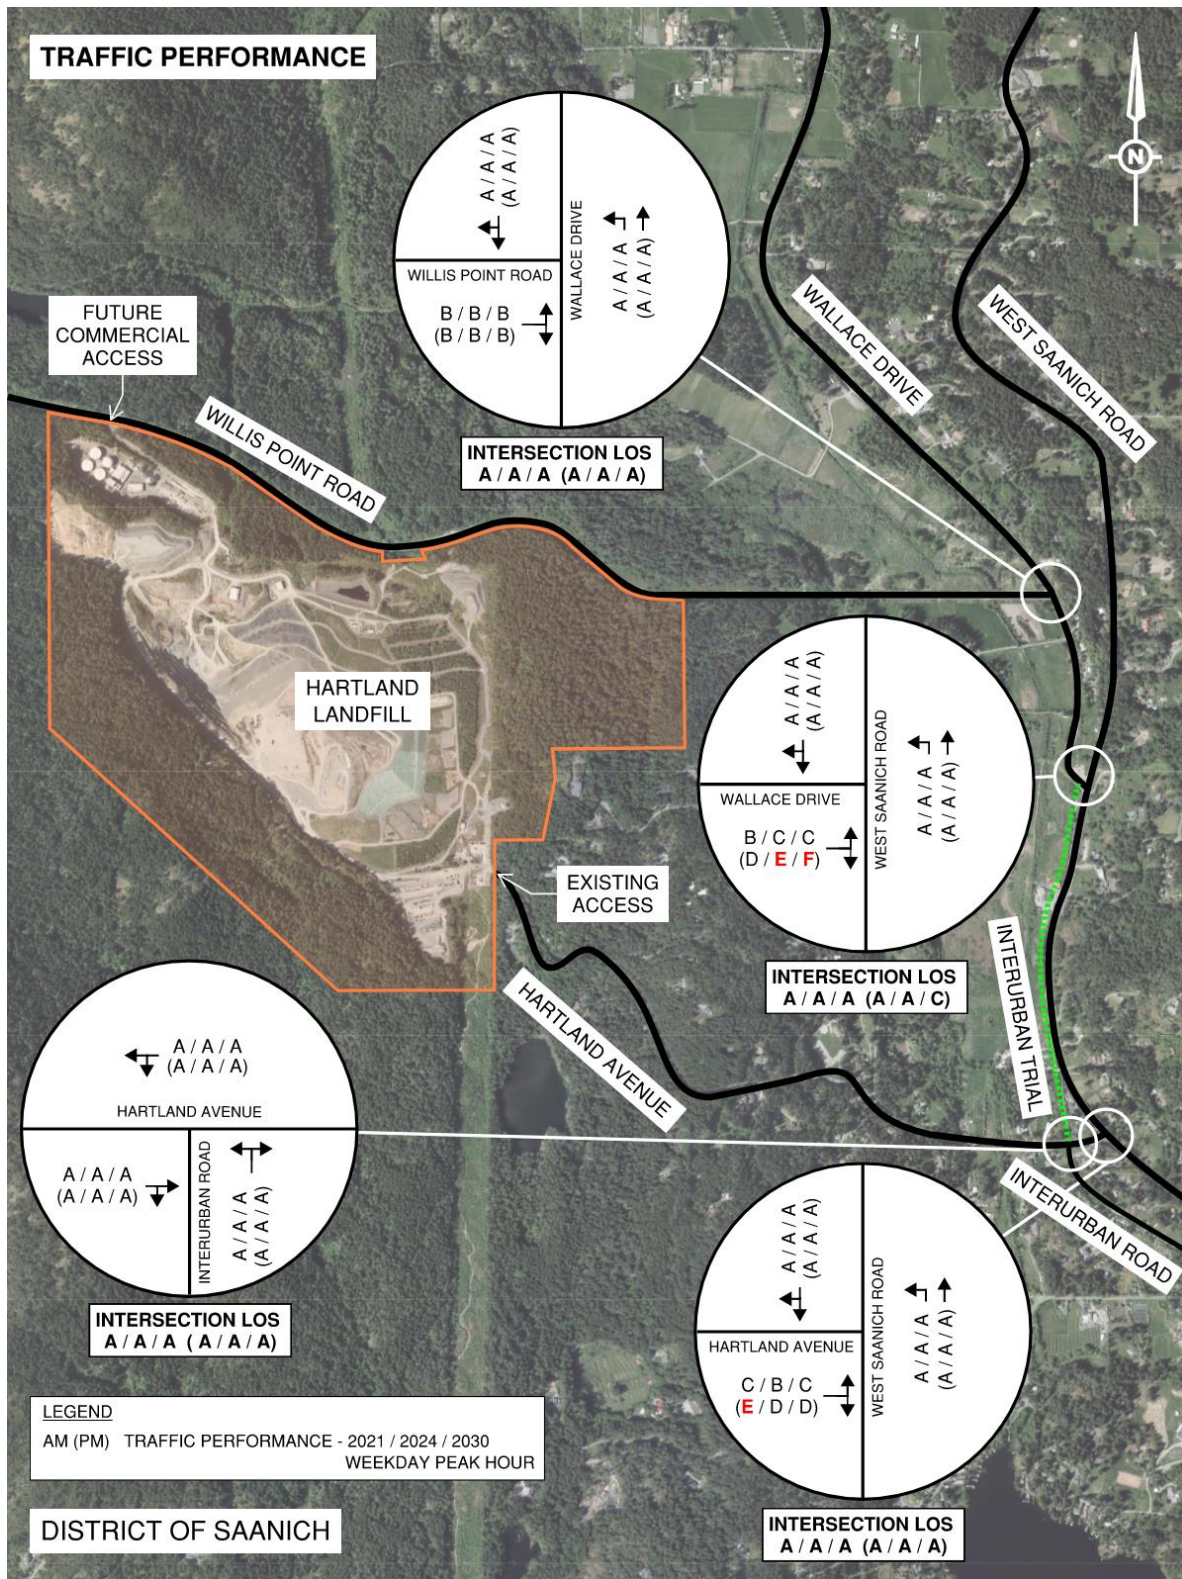 TRAFFIC PERFORMANCE
N
A / A / A
(A / A / A)
WILLIS POINT ROAD
B / B / B
(B / B / B)
WALLACE DRIVE
A / A / A
(A / A / A)
INTERSECTION LOS
A / A / A (A / A / A)
WALLACE DRIVE
WEST SAANICH ROAD
FUTURE
COMMERCIAL
ACCESS
WILLIS POINT ROAD
HARTLAND
LANDFILL
A / A / A
(A / A / A)
WALLACE DRIVE
B / C / C
(D / E / F)
WEST SAANICH ROAD
A / A / A
(A / A / A)
INTERSECTION LOS
A / A / A (A / A / C)
EXISTING
ACCESS
HARTLAND AVENUE
INTERURBAN TRIAL
INTERURBAN ROAD
A / A / A
(A / A / A)
HARTLAND AVENUE
A / A / A
(A / A / A)
INTERURBAN ROAD
A / A / A
(A / A / A)
INTERSECTION LOS
A / A / A ( A / A / A)
A / A / A
(A / A / A)
HARTLAND AVENUE
C / B / C
(E / D / D)
WEST SAANICH ROAD
A / A / A
(A / A / A)
INTERSECTION LOS
A / A / A (A / A / A)
LEGEND
AM (PM) TRAFFIC PERFORMANCE - 2021 / 2024 / 2030
WEEKDAY PEAK HOUR
DISTRICT OF SAANICH